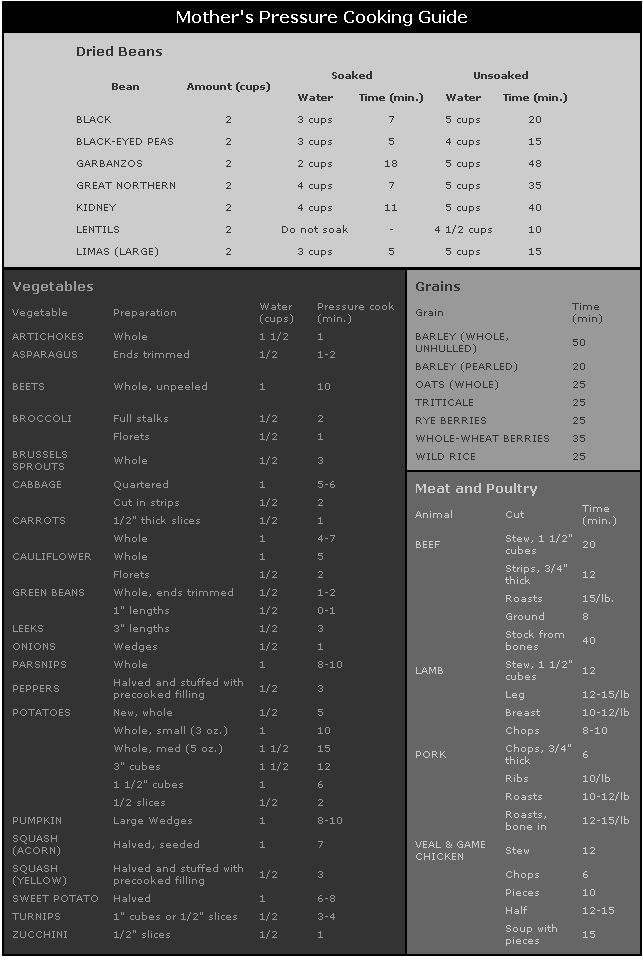 Mother's Pressure Cooking Guide
Dried Beans
Soaked Unsoaked
Bean Amount (cups) Water Time (min.) Water Time (min.)
BLACK 2 3 cups 7 5 cups 20
BLACK-EYED PEAS 2 3 cups 5 4 cups 15
GARBANZOS 2 2 cups 18 5 cups 48
GREAT NORTHERN 2 4 cups 7 5 cups 35
KIDNEY 2 4 cups 11 5 cups 40
LENTILS 2 Do not soak - 4 1/2 cups 10
LIMAS (LARGE) 2 3 cups 5 5 cups 15
Vegetables
Vegetable Preparation Water (cups) Pressure cook (min.)
ARTICHOKES Whole 1 1/2 1
ASPARAGUS Ends trimmed 1/2 1-2
BEETS Whole, unpeeled 1 10
BROCCOLI Full stalks 1/2 2
Florets 1/2 1
BRUSSELS SPROUTS Whole 1/2 3
CABBAGE Quartered 1 5-6
Cut in strips 1/2 2
CARROTS 1/2" thick slices 1/2 1
Whole 1 4-7
CAULIFLOWER Whole 1 5
Florets 1/2 2
GREEN BEANS Whole, ends trimmed 1/2 1-2
1" lengths 1/2 0-1
LEEKS 3" lengths 1/2 3
ONIONS Wedges 1/2 1
PARSNIPS Whole 1 8-10
PEPPERS Halved and stuffed with precooked filling 1/2 3
POTATOES New, whole 1/2 5
Whole, small (3 oz.) 1 10
Whole, med (5 oz.) 1 1/2 15
3" cubes 1 1/2 12
1 1/2" cubes 1 6
1/2 slices 1/2 2
PUMPKIN Large Wedges 1 8-10
SQUASH (ACORN) Halved, seeded 1 7
SQUASH (YELLOW) Halved and stuffed with precooked filling 1/2 3
SWEET POTATO Halved 1 6-8
TURNIPS 1" cubes or 1/2" slices 1/2 3-4
ZUCCHINI 1/2" slices 1/2 1
Grains
Grain Time (min)
BARLEY (WHOLE, UNHULLED) 50
BARLEY (PEARLED) 20
OATS (WHOLE) 25
TRITICALE 25
RYE BERRIES 25
WHOLE-WHEAT BERRIES 35
WILD RICE 25
Meat and Poultry
Animal Cut Time (min.)
BEEF Stew, 1 1/2" cubes 20
Strips, 3/4" thick 12
Roasts 15/lb.
Ground 8
Stock from bones 40
LAMB Stew, 1 1/2" cubes 12
Leg 12-15/lb
Breast 10-12/lb
Chops 8-10
PORK Chops, 3/4" thick 6
Ribs 10/lb
Roasts 10-12/lb
Roasts, bone in 12-15/lb
VEAL & GAME CHICKEN Stew 12
Chops 6
Pieces 10
Half 12-15
Soup with pieces 15